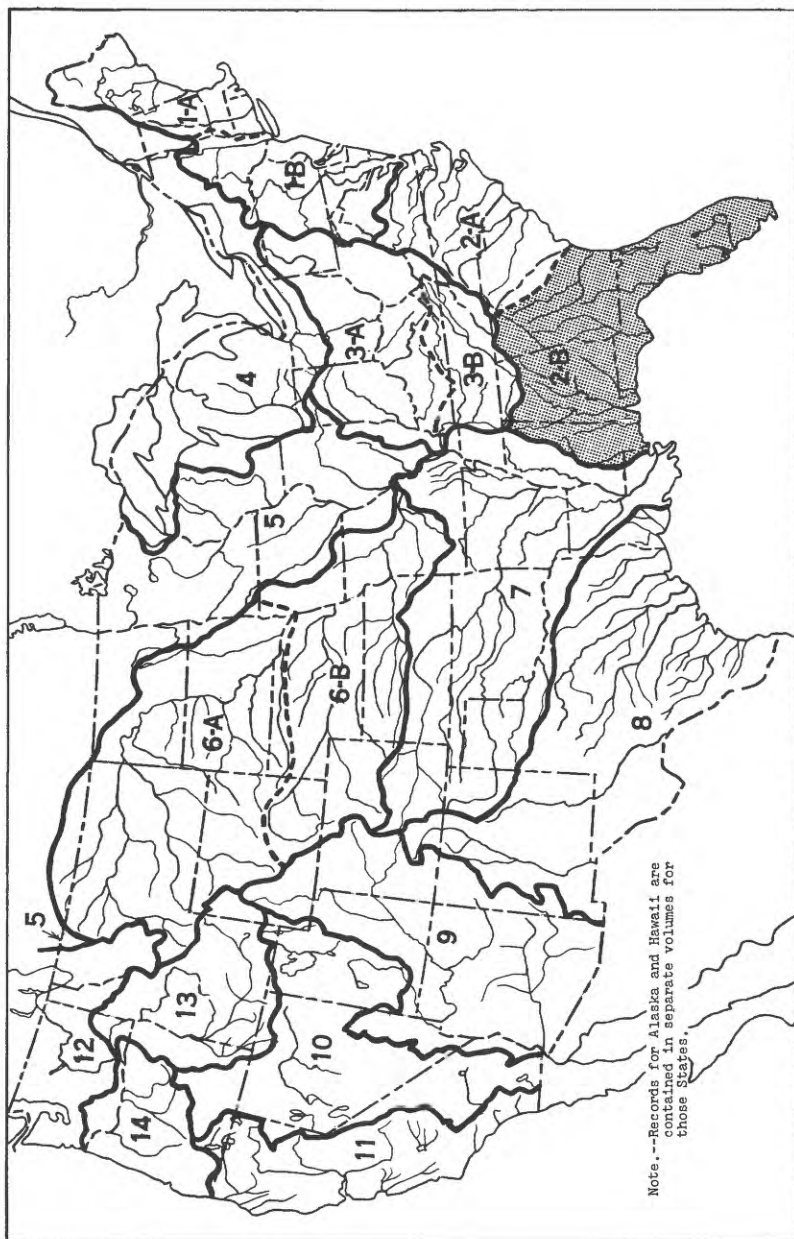 1-A
1-B
2-A
2-B
3-A
3-B
4
5
6-A
6-B
7
8
5
9
10
11
12
13
14
Note.--Records for Alaska and Hawaii are
contained in separate volumes for
those States.